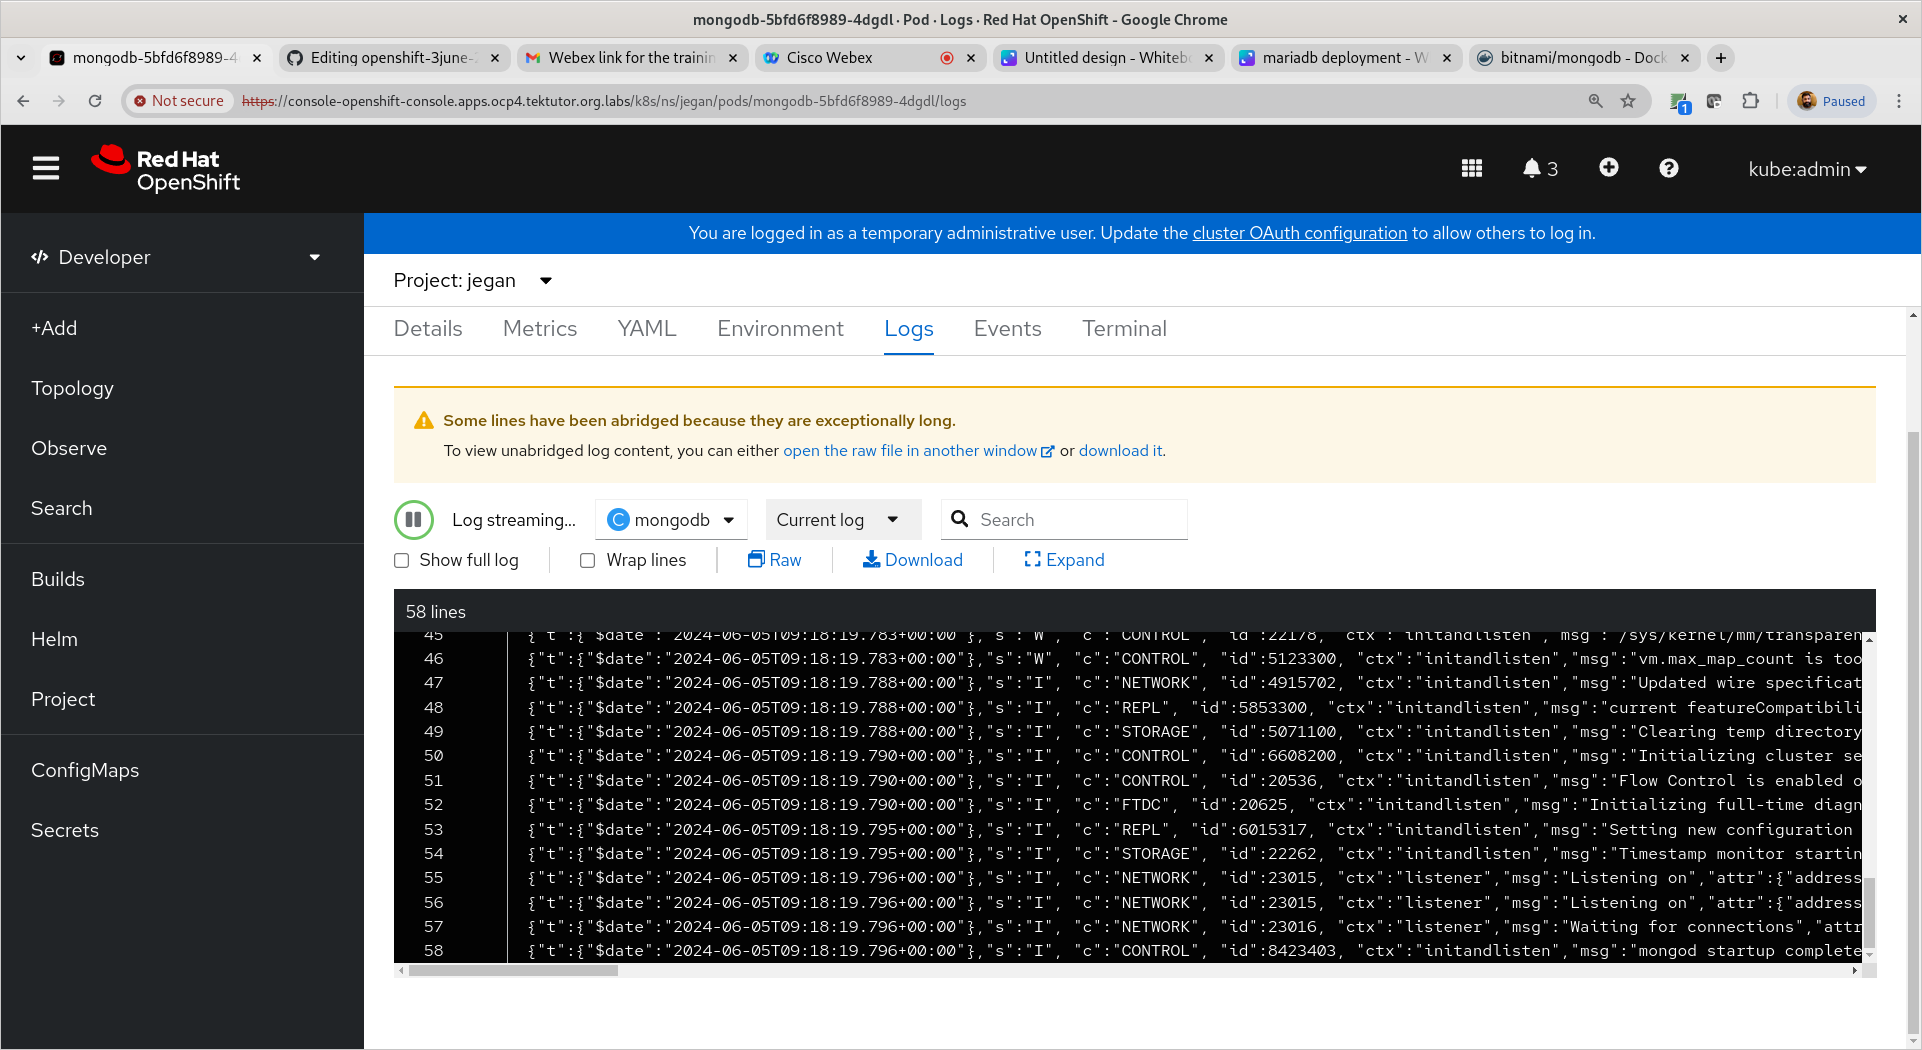 mongodb-5bfd6f8989-4dgdl · Pod · Logs · Red Hat OpenShift - Google Chrome
mongodb-5bfd6f8989-4
Editing openshift-3june-2
Webex link for the trainin
Cisco Webex
Untitled design - Whiteb
mariadb deployment - W
bitnami/mongodb - Dock
Not secure
https://console-openshift-console.apps.ocp4.tektutor.org.labs/k8s/ns/jegan/pods/mongodb-5bfd6f8989-4dgdl/logs
1
Paused
Red Hat
OpenShift
3
kube:admin
You are logged in as a temporary administrative user. Update the cluster OAuth configuration to allow others to log in.
Developer
+Add
Topology
Observe
Search
Builds
Helm
Project
ConfigMaps
Secrets
Project: jegan
Details Metrics YAML Environment Logs Events Terminal
Some lines have been abridged because they are exceptionally long.
To view unabridged log content, you can either open the raw file in another window or download it.
Log streaming... C mongodb Current log Search
Show full log Wrap lines Raw Download Expand
58 lines
45 {"t":{"$date":"2024-06-05T09:18:19.783+00:00"},"s":"W", "c":"CONTROL", "id":22178, "ctx":"initandlisten","msg":"/sys/kernel/mm/transparen
46 {"t":{"$date":"2024-06-05T09:18:19.783+00:00"},"s":"W", "c":"CONTROL", "id":5123300, "ctx":"initandlisten","msg":"vm.max_map_count is too
47 {"t":{"$date":"2024-06-05T09:18:19.788+00:00"},"s":"I", "c":"NETWORK", "id":4915702, "ctx":"initandlisten","msg":"Updated wire specificat
48 {"t":{"$date":"2024-06-05T09:18:19.788+00:00"},"s":"I", "c":"REPL", "id":5853300, "ctx":"initandlisten","msg":"current featureCompatibili
49 {"t":{"$date":"2024-06-05T09:18:19.788+00:00"},"s":"I", "c":"STORAGE", "id":5071100, "ctx":"initandlisten","msg":"Clearing temp directory
50 {"t":{"$date":"2024-06-05T09:18:19.790+00:00"},"s":"I", "c":"CONTROL", "id":6608200, "ctx":"initandlisten","msg":"Initializing cluster se
51 {"t":{"$date":"2024-06-05T09:18:19.790+00:00"},"s":"I", "c":"CONTROL", "id":20536, "ctx":"initandlisten","msg":"Flow Control is enabled o
52 {"t":{"$date":"2024-06-05T09:18:19.790+00:00"},"s":"I", "c":"FTDC", "id":20625, "ctx":"initandlisten","msg":"Initializing full-time diagn
53 {"t":{"$date":"2024-06-05T09:18:19.795+00:00"},"s":"I", "c":"REPL", "id":6015317, "ctx":"initandlisten","msg":"Setting new configuration
54 {"t":{"$date":"2024-06-05T09:18:19.795+00:00"},"s":"I", "c":"STORAGE", "id":22262, "ctx":"initandlisten","msg":"Timestamp monitor startin
55 {"t":{"$date":"2024-06-05T09:18:19.796+00:00"},"s":"I", "c":"NETWORK", "id":23015, "ctx":"listener","msg":"Listening on","attr":{"address
56 {"t":{"$date":"2024-06-05T09:18:19.796+00:00"},"s":"I", "c":"NETWORK", "id":23015, "ctx":"listener","msg":"Listening on","attr":{"address
57 {"t":{"$date":"2024-06-05T09:18:19.796+00:00"},"s":"I", "c":"NETWORK", "id":23016, "ctx":"listener","msg":"Waiting for connections","attr
58 {"t":{"$date":"2024-06-05T09:18:19.796+00:00"},"s":"I", "c":"CONTROL", "id":8423403, "ctx":"initandlisten","msg":"mongod startup complete